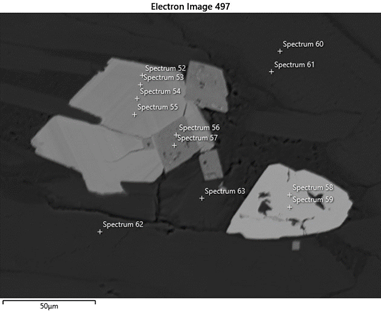 Electron Image 497
Spectrum 60
Spectrum 52
Spectrum 61
Spectrum 53
Spectrum 54
Spectrum 55
Spectrum 56
Spectrum 57
Spectrum 58
Spectrum 63
Spectrum 59
Spectrum 62
50µm